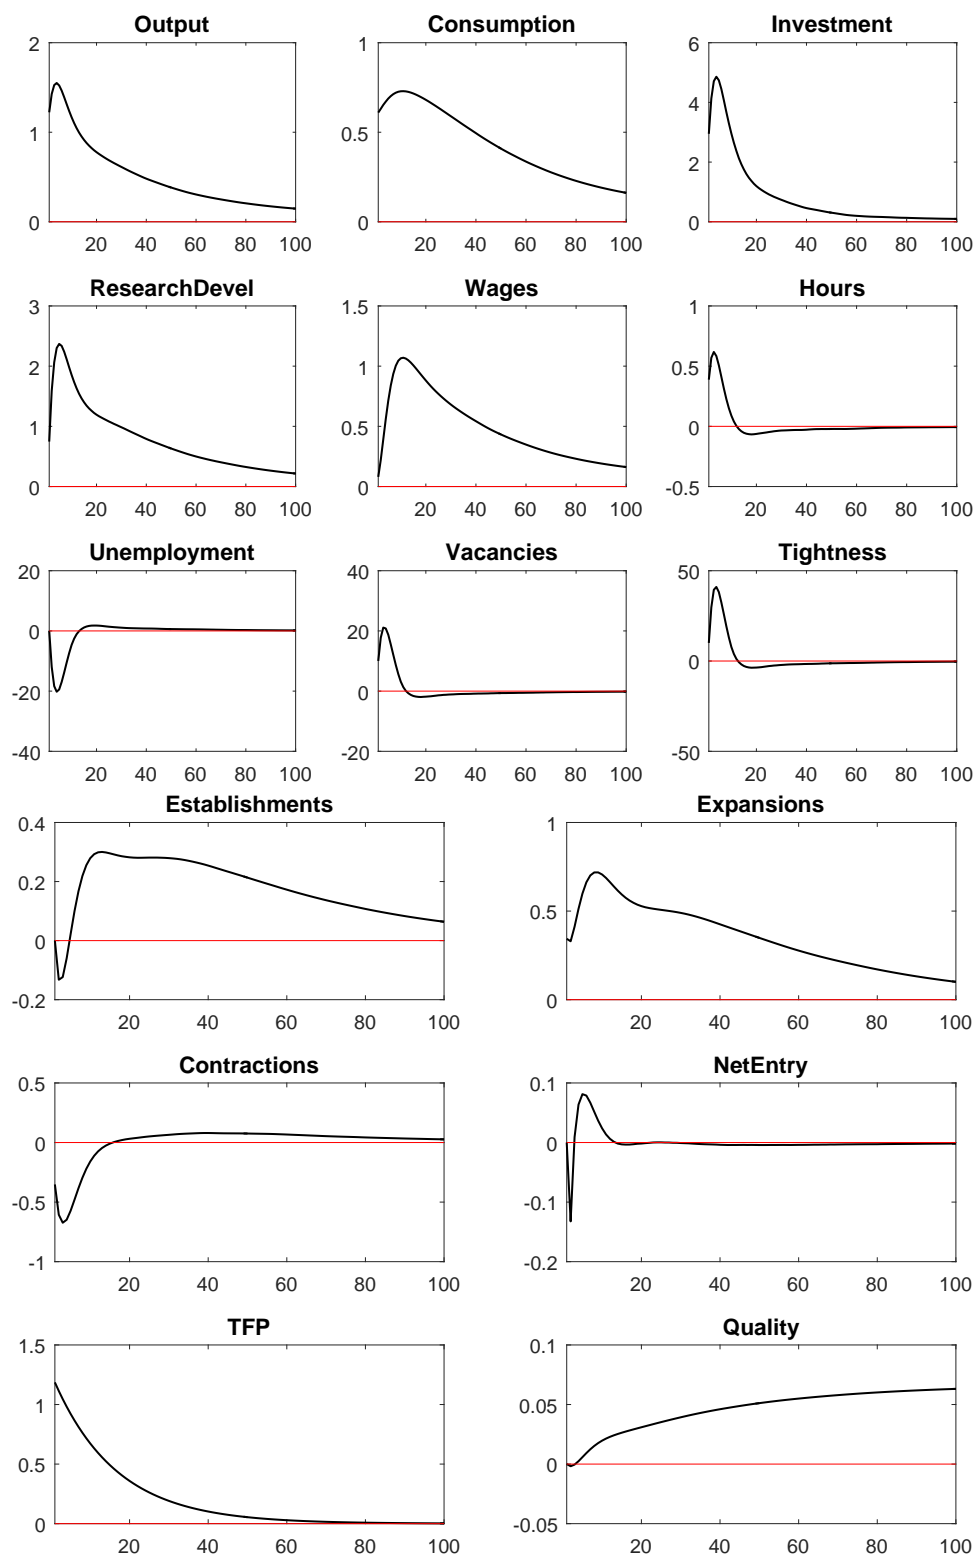 Output Consumption Investment
2 1 6
4
1 0.5
2
0 0 0
20 40 60 80 100 20 40 60 80 100 20 40 60 80 100
ResearchDevel Wages Hours
3 1.5 1
2 1 0.5
1 0.5 0
0 0 -0.5
20 40 60 80 100 20 40 60 80 100 20 40 60 80 100
Unemployment Vacancies Tightness
20 40 50
0 20
0
-20 0
-40 -20 -50
20 40 60 80 100 20 40 60 80 100 20 40 60 80 100
Establishments Expansions
0.4 1
0.2
0.5
0
-0.2 0
20 40 60 80 100 20 40 60 80 100
Contractions NetEntry
0.5 0.1
0 0
-0.5 -0.1
-1 -0.2
20 40 60 80 100 20 40 60 80 100
TFP Quality
1.5 0.1
1 0.05
0.5 0
0 -0.05
20 40 60 80 100 20 40 60 80 100